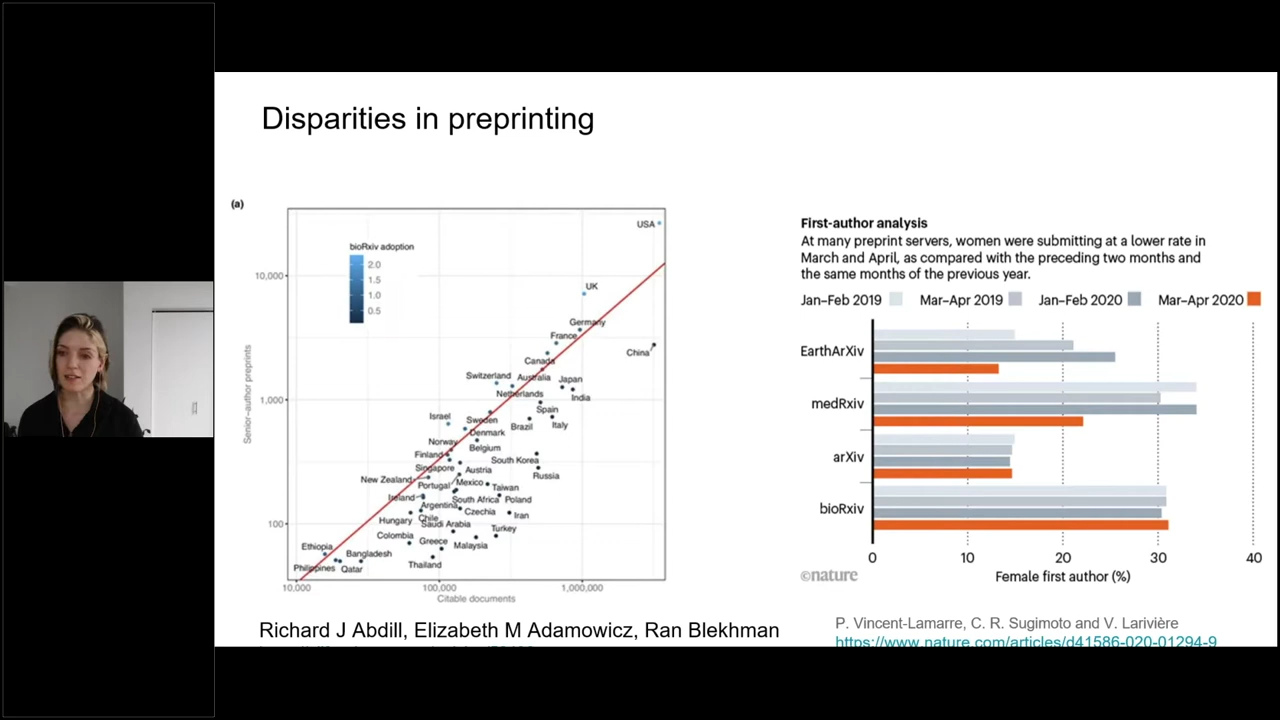 Disparities in preprinting
(a)
bioRxiv adoption
2.0
1.5
1.0
0.5
10,000
1,000
100
Senior-author preprints
USA
UK
Germany
France
China
Canada
Switzerland
Australia
Japan
Netherlands
India
Spain
Israel
Sweden
Brazil
Italy
Denmark
Norway
Belgium
Finland
South Korea
Singapore
Austria
Russia
New Zealand
Mexico
Portugal
Taiwan
Ireland
South Africa
Poland
Argentina
Czechia
Iran
Hungary
Chile
Saudi Arabia
Turkey
Colombia
Greece
Malaysia
Ethiopia
Bangladesh
Philippines
Qatar
Thailand
10,000
100,000
1,000,000
Citable documents
Richard J Abdill, Elizabeth M Adamowicz, Ran Blekhman
First-author analysis
At many preprint servers, women were submitting at a lower rate in
March and April, as compared with the preceding two months and
the same months of the previous year.
Jan–Feb 2019 Mar–Apr 2019 Jan–Feb 2020 Mar–Apr 2020
EarthArXiv
medRxiv
arXiv
bioRxiv
0 10 20 30 40
©nature
Female first author (%)
P. Vincent-Lamarre, C. R. Sugimoto and V. Larivière
https://www.nature.com/articles/d41586-020-01294-9